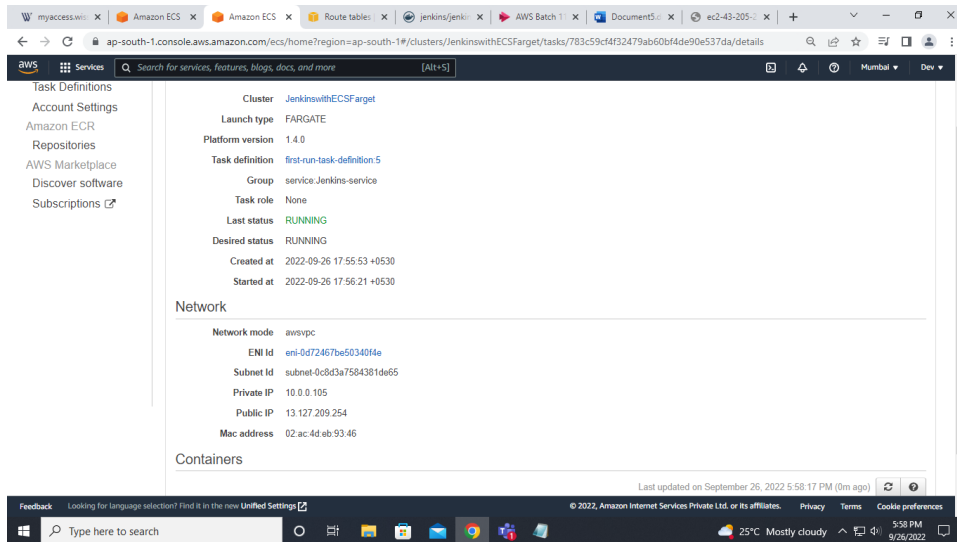 myaccess.wis
Amazon ECS
Amazon ECS
Route tables
jenkins/jenkin
AWS Batch 1
Document5.d
ec2-43-205-2
ap-south-1.console.aws.amazon.com/ecs/home?region=ap-south-1#/clusters/JenkinswithECSFarget/tasks/783c59cf4f32479ab60bf4de90e537da/details
aws
Services
Search for services, features, blogs, docs, and more
[Alt+S]
Mumbai
Dev
Task Definitions
Account Settings
Amazon ECR
Repositories
AWS Marketplace
Discover software
Subscriptions
Cluster JenkinswithECSFarget
Launch type FARGATE
Platform version 1.4.0
Task definition first-run-task-definition:5
Group service:Jenkins-service
Task role None
Last status RUNNING
Desired status RUNNING
Created at 2022-09-26 17:55:53 +0530
Started at 2022-09-26 17:56:21 +0530
Network
Network mode awsvpc
ENI Id eni-0d72467be50340f4e
Subnet Id subnet-0c8d3a7584381de65
Private IP 10.0.0.105
Public IP 13.127.209.254
Mac address 02:ac:4d:eb:93:46
Containers
Last updated on September 26, 2022 5:58:17 PM (0m ago)
Feedback Looking for language selection? Find it in the new Unified Settings
© 2022, Amazon Internet Services Private Ltd. or its affiliates. Privacy Terms Cookie preferences
Type here to search
25°C Mostly cloudy
5:58 PM
9/26/2022